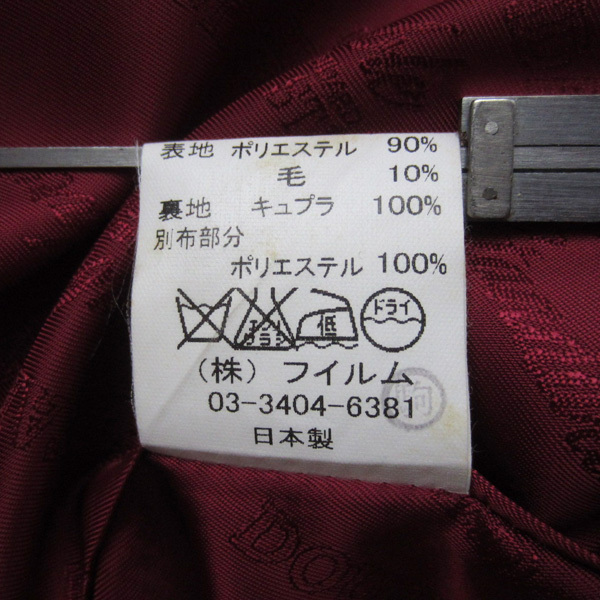 表地 ポリエステル 90%
毛 10%
裏地 キュプラ 100%
別布部分
ポリエステル 100%
低 ドライ
(株) フイルム
03-3404-6381
日本製